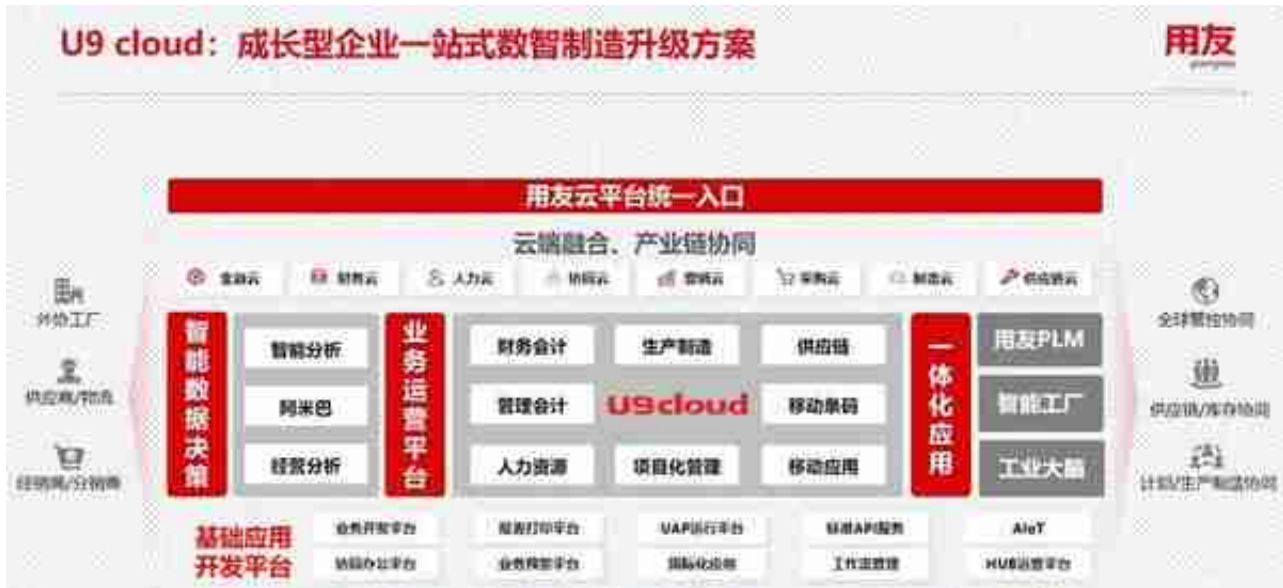 U9 cloud：成长型企业一站式数智制造升级方案
用友
用友云平台统一入口
云端融合、产业链协同
金融云 财务云 人力云 协同云 营销云 采购云 制造云 供应链云
外协工厂
供应商/物流
经销商/分销商
智能数据决策
智能分析
阿米巴
经营分析
业务运营平台
财务会计 生产制造 供应链
管理会计 U9cloud 移动条码
人力资源 项目化管理 移动应用
一体化应用
用友PLM
智能工厂
工业大脑
全球管控协同
供应链/库存协同
计划/生产制造协同
基础应用
开发平台
业务开发平台 报表打印平台 UAP运行平台 标准API服务 AIoT
协同办公平台 业务预警平台 国际化应用 工作流管理 HUB运营平台